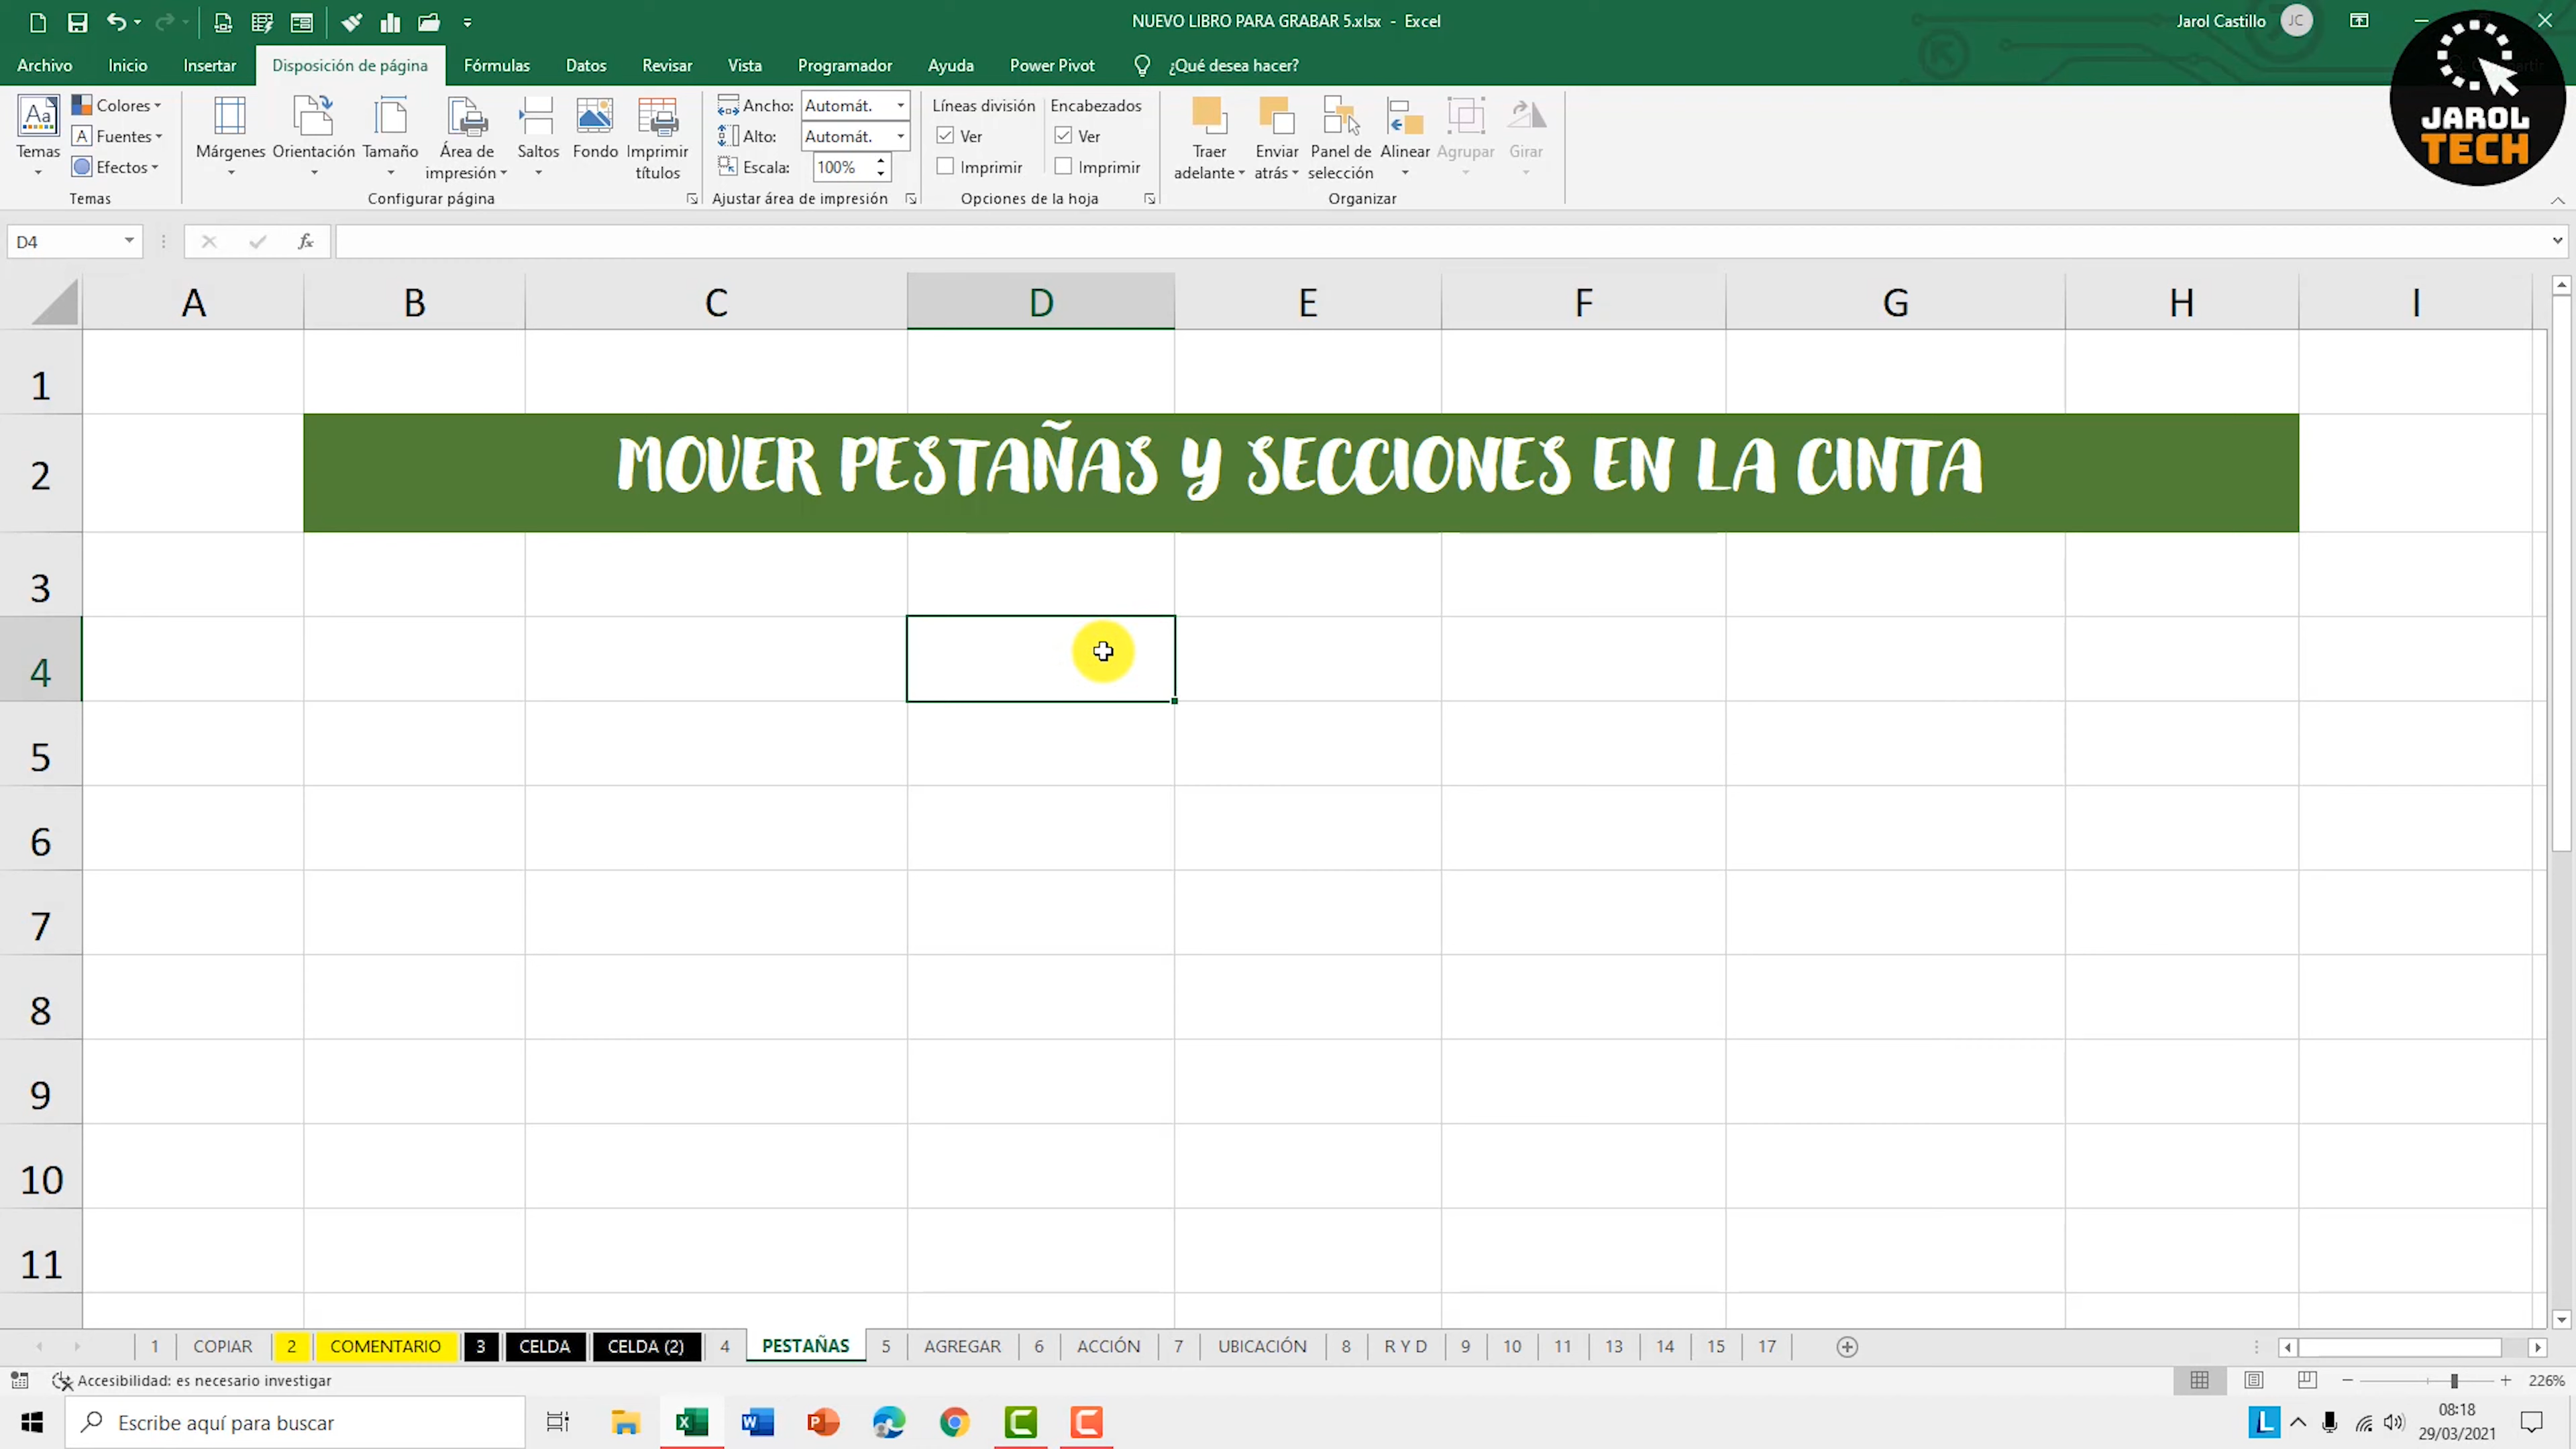 NUEVO LIBRO PARA GRABAR 5.xlsx - Excel
Jarol Castillo
JC
Archivo Inicio Insertar Disposición de página Fórmulas Datos Revisar Vista Programador Ayuda Power Pivot ¿Qué desea hacer?
JAROL
TECH
Temas
Colores
Fuentes
Efectos
Temas
Márgenes
Orientación
Tamaño
Área de
impresión
Saltos
Fondo
Imprimir
títulos
Configurar página
Ancho: Automát.
Alto: Automát.
Escala: 100%
Ajustar área de impresión
Líneas división
Ver
Imprimir
Encabezados
Ver
Imprimir
Opciones de la hoja
Traer
adelante
Enviar
atrás
Panel de
selección
Alinear
Agrupar
Girar
Organizar
D4
fx
A B C D E F G H I
1
2
MOVER PESTAÑAS Y SECCIONES EN LA CINTA
3
4
5
6
7
8
9
10
11
1 COPIAR 2 COMENTARIO 3 CELDA CELDA (2) 4 PESTAÑAS 5 AGREGAR 6 ACCIÓN 7 UBICACIÓN 8 R Y D 9 10 11 13 14 15 17
Accesibilidad: es necesario investigar
226%
Escribe aquí para buscar
08:18
29/03/2021